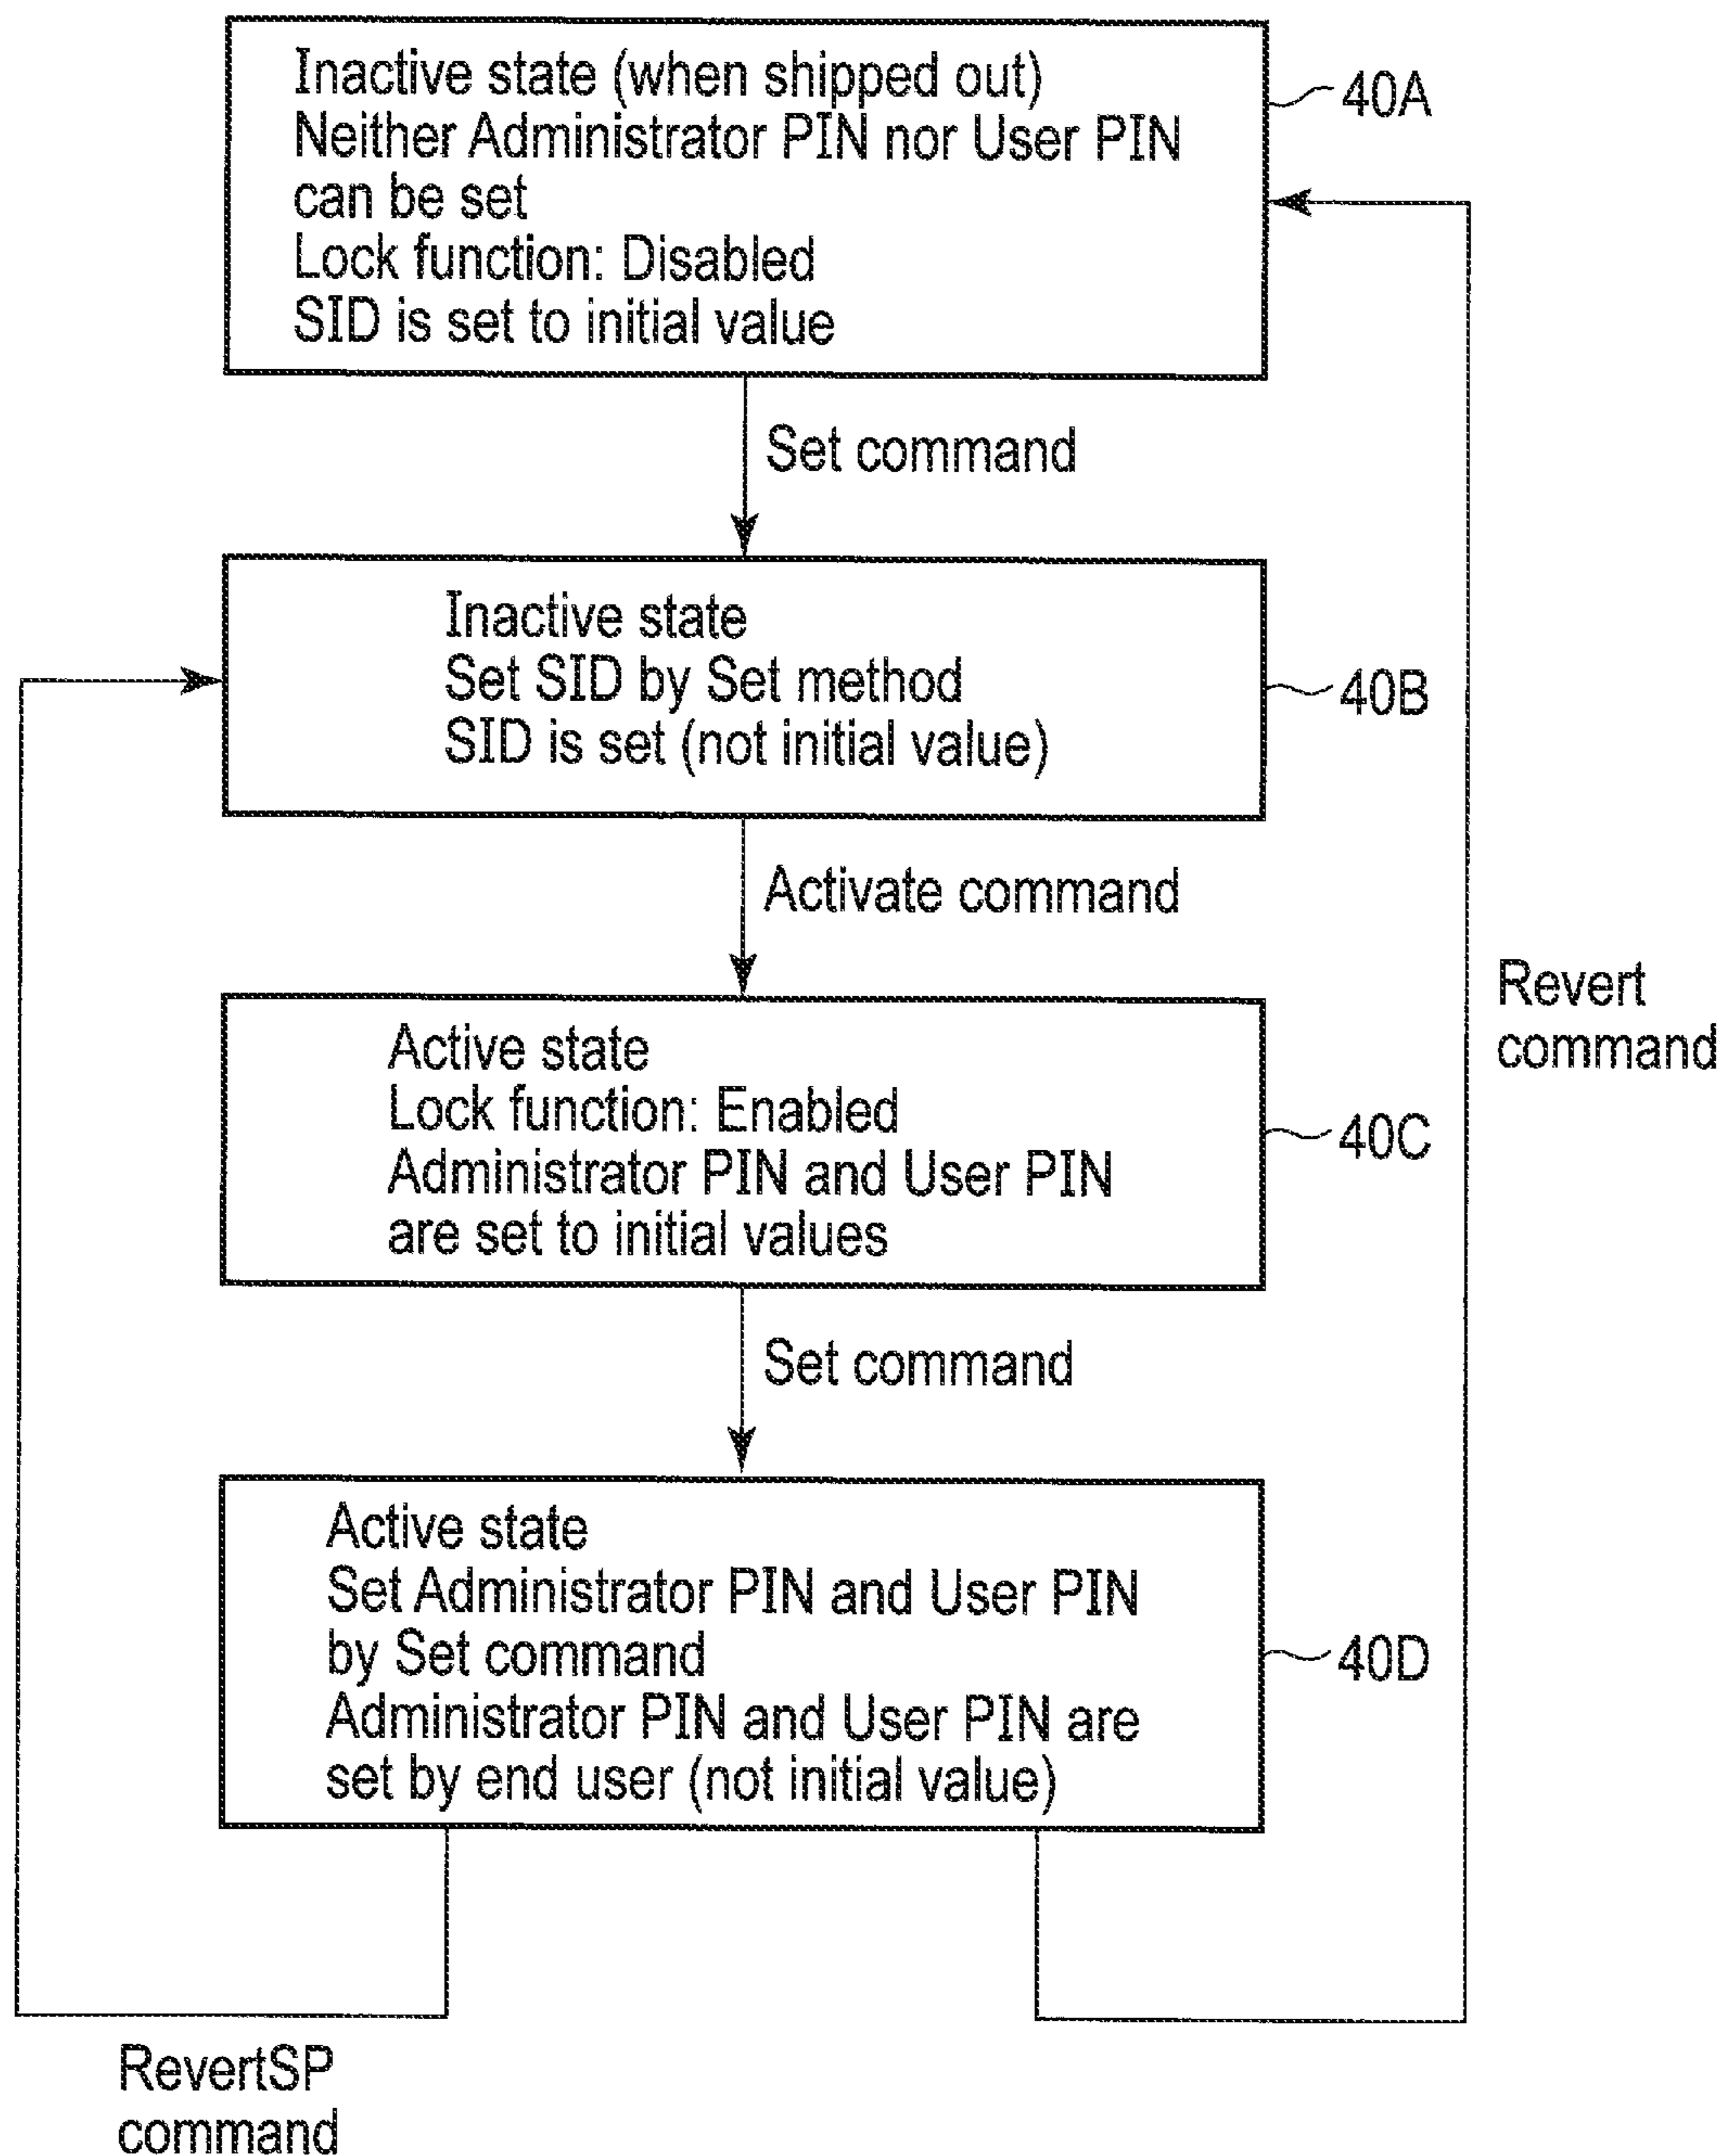 Inactive state (when shipped out)
Neither Administrator PIN nor User PIN
can be set
Lock function: Disabled
SID is set to initial value
40A
Set command
Inactive state
Set SID by Set method
SID is set (not initial value)
40B
Activate command
Active state
Lock function: Enabled
Administrator PIN and User PIN
are set to initial values
40C
Revert
command
Set command
Active state
Set Administrator PIN and User PIN
by Set command
Administrator PIN and User PIN are
set by end user (not initial value)
40D
RevertSP
command